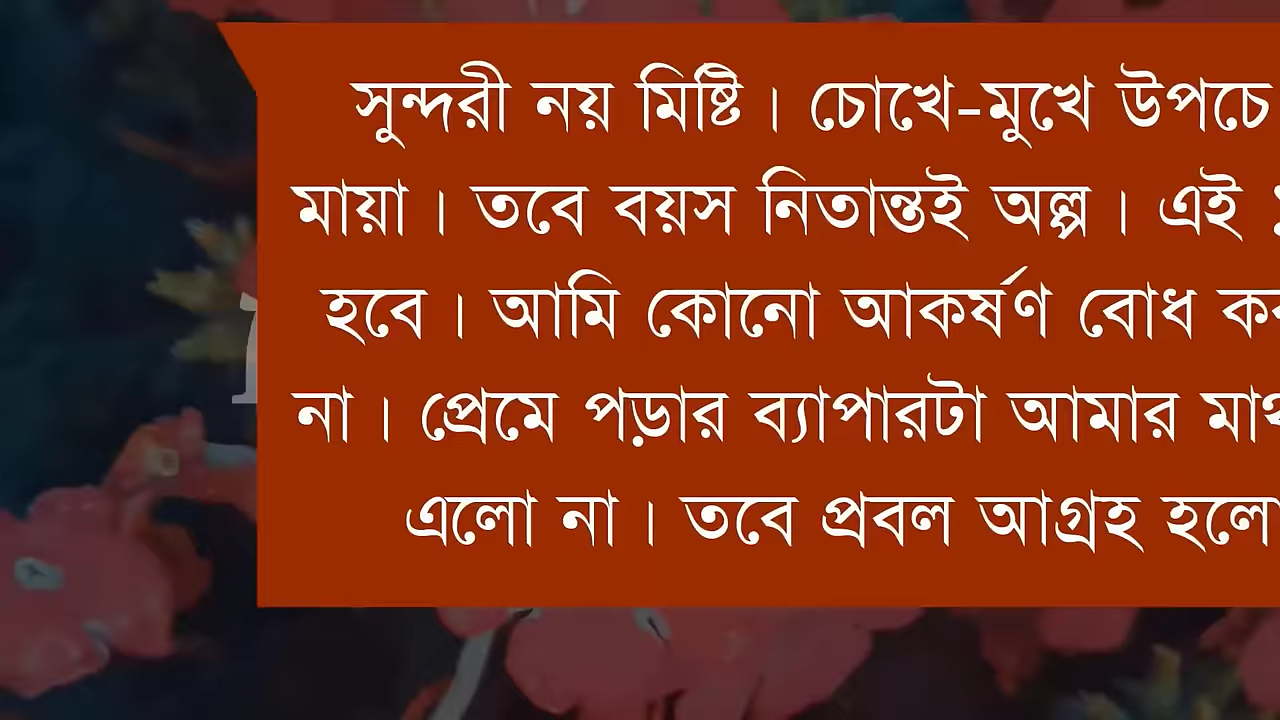 সুন্দরী নয় মিষ্টি। চোখে-মুখে উপচে
মায়া। তবে বয়স নিতান্তই অল্প। এই
হবে। আমি কোনো আকর্ষণ বোধ
না। প্রেমে পড়ার ব্যাপারটা আমার
এলো না। তবে প্রবল আগ্রহ হলো